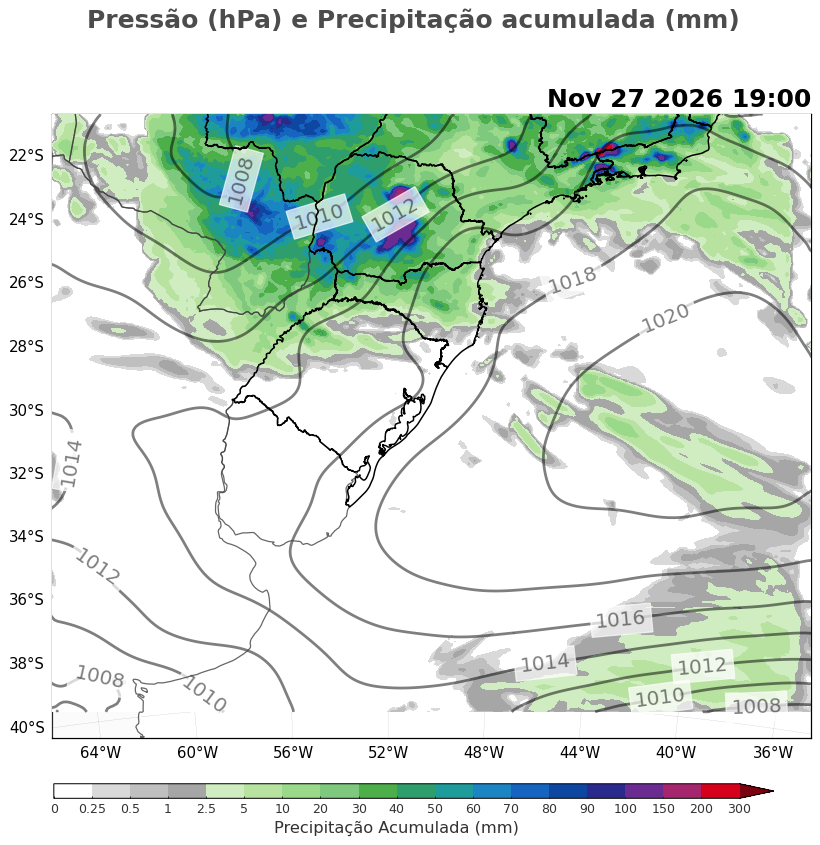 Pressão (hPa) e Precipitação acumulada (mm)
Nov 27 2026 19:00
22°S
24°S
26°S
28°S
30°S
32°S
34°S
36°S
38°S
40°S
1008
1010
1012
1018
1020
1014
1012
1016
1014
1012
1010
1008
1008
1010
64°W 60°W 56°W 52°W 48°W 44°W 40°W 36°W
0 0.25 0.5 1 2.5 5 10 20 30 40 50 60 70 80 90 100 150 200 300
Precipitação Acumulada (mm)